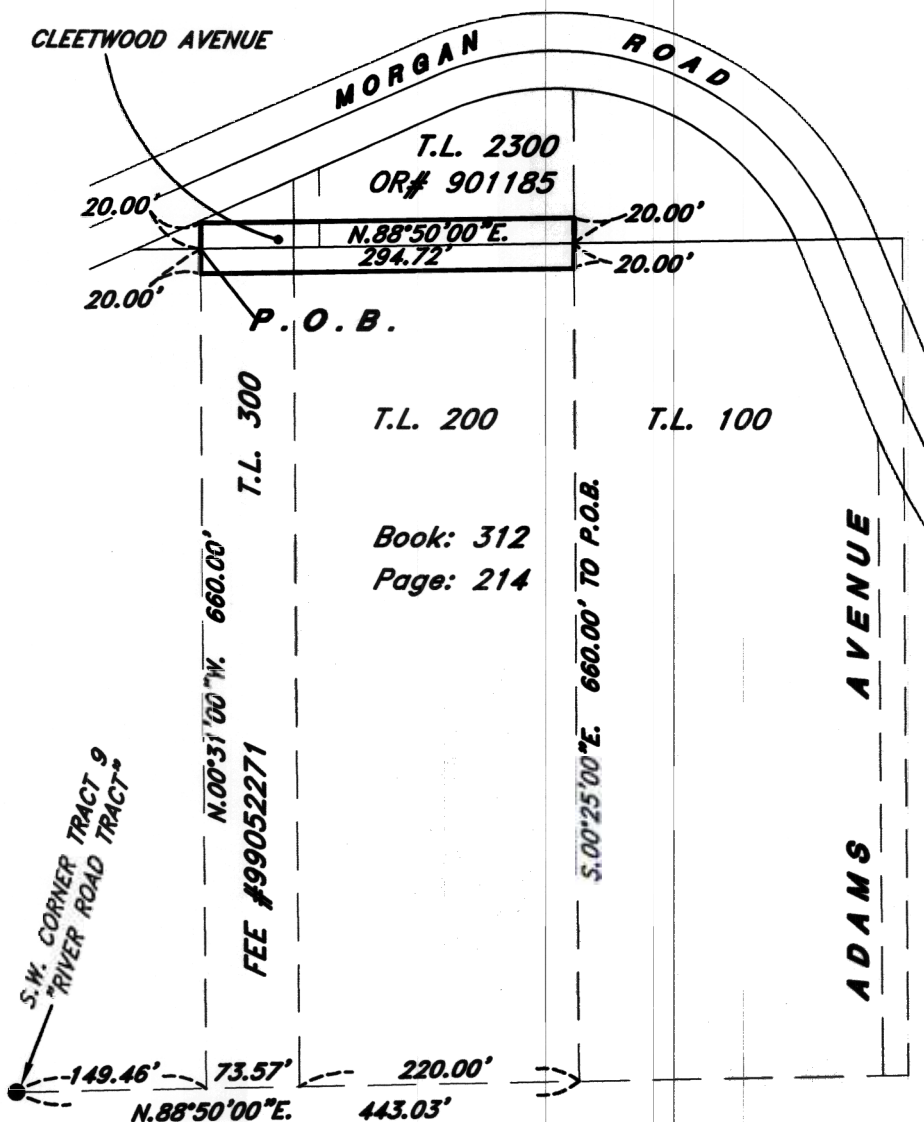 CLEETWOOD AVENUE
MORGAN ROAD
T.L. 2300
OR# 901185
20.00'
20.00'
N.88°50'00"E.
294.72'
20.00'
20.00'
P.O.B.
T.L. 300
T.L. 200
T.L. 100
Book: 312
Page: 214
N.00°31'00"W. 660.00'
FEE #99052271
S.00°25'00"E. 660.00' TO P.O.B.
ADAMS AVENUE
S.W. CORNER TRACT 9
"RIVER ROAD TRACT"
149.46'
73.57'
220.00'
N.88°50'00"E.
443.03'